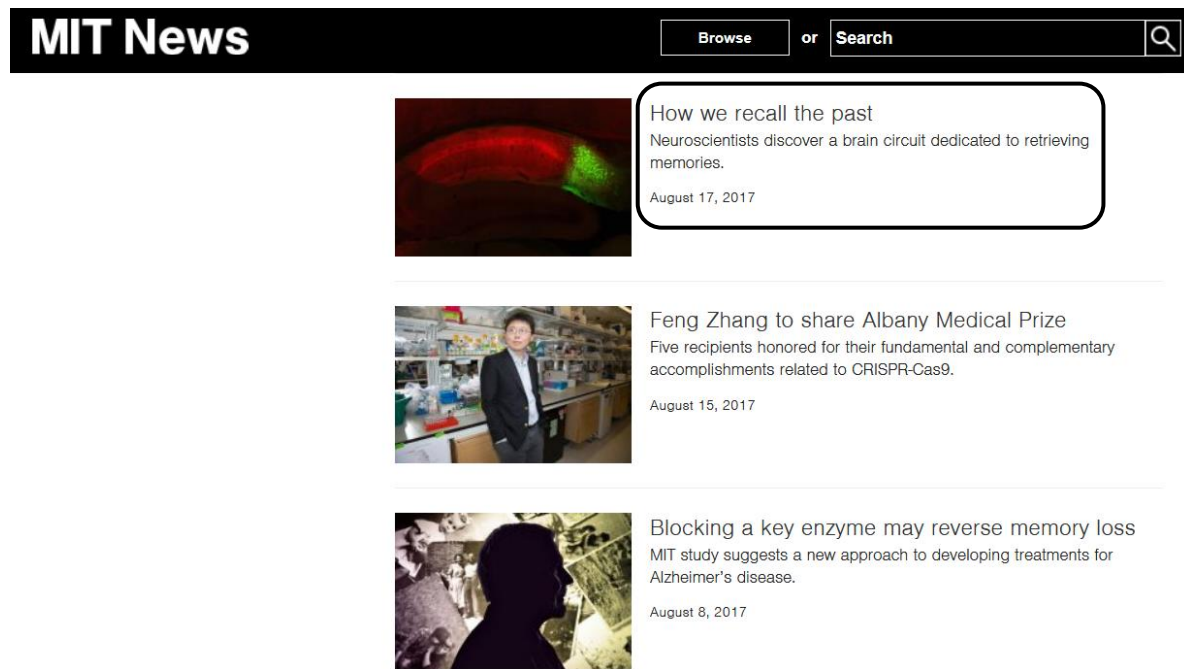 MIT News
Browse or Search
How we recall the past
Neuroscientists discover a brain circuit dedicated to retrieving
memories.
August 17, 2017
Feng Zhang to share Albany Medical Prize
Five recipients honored for their fundamental and complementary
accomplishments related to CRISPR-Cas9.
August 15, 2017
Blocking a key enzyme may reverse memory loss
MIT study suggests a new approach to developing treatments for
Alzheimer's disease.
August 8, 2017